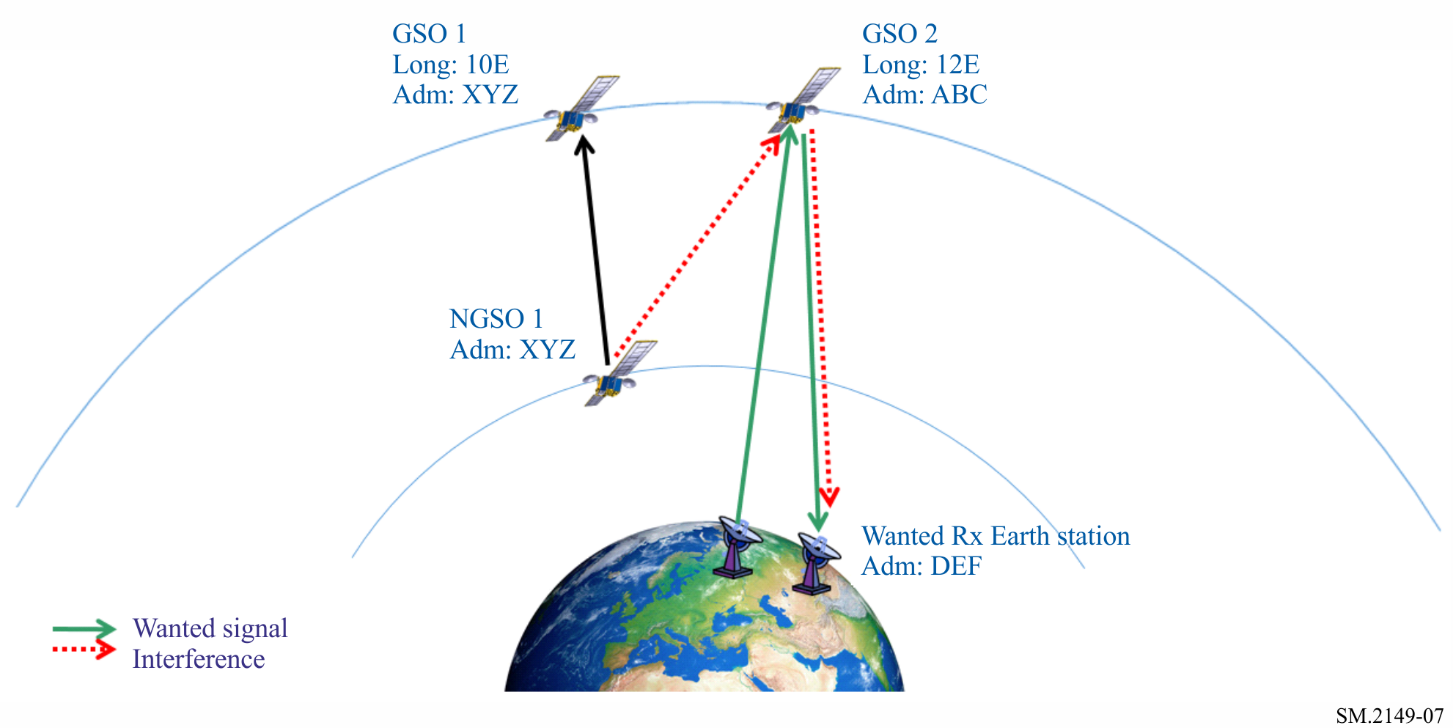 GSO 1
Long: 10E
Adm: XYZ
GSO 2
Long: 12E
Adm: ABC
NGSO 1
Adm: XYZ
Wanted Rx Earth station
Adm: DEF
Wanted signal
Interference
SM.2149-07